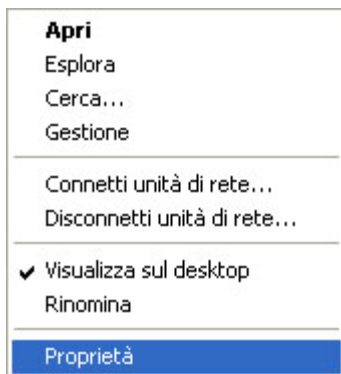 Apri
Esplora
Cerca...
Gestione
Connetti unità di rete...
Disconnetti unità di rete...
Visualizza sul desktop
Rinomina
Proprietà